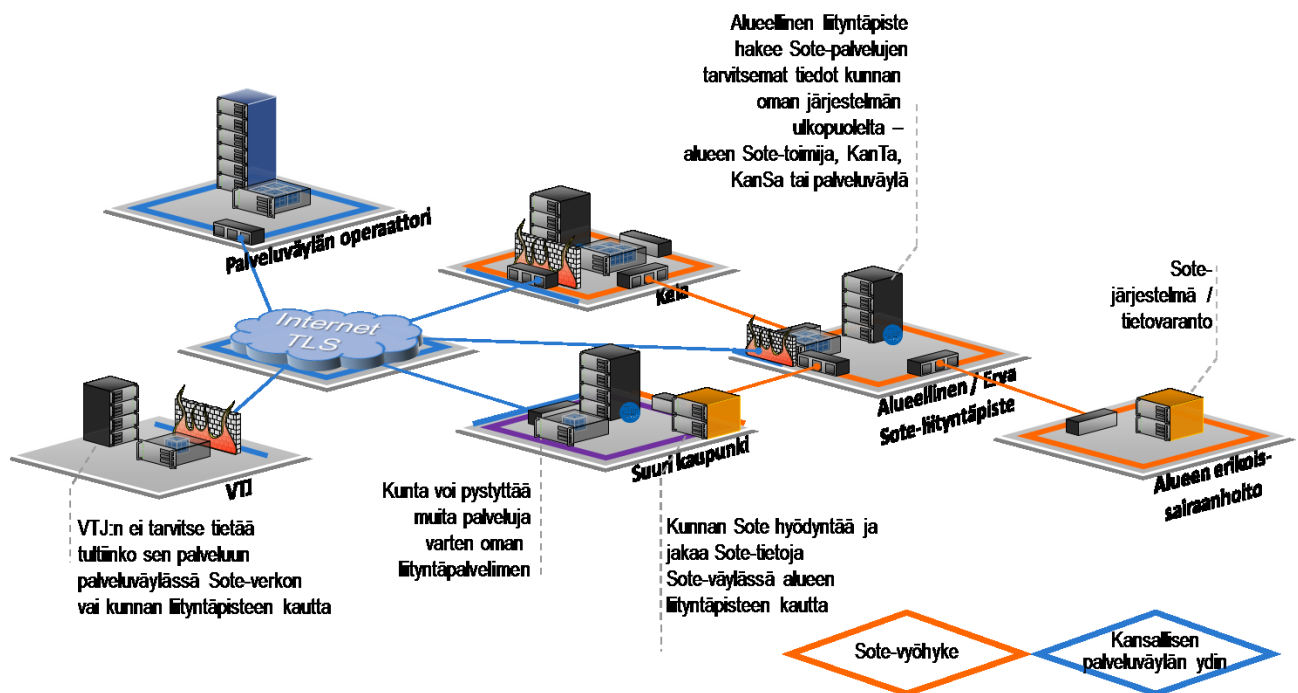 Alueellinen liityntäpiste
hakee Sote-palvelujen
tarvitsemat tiedot kunnan
oman järjestelmän
ulkopuolelta –
alueen Sote-toimija, KanTa,
KanSa tai palveluväylä
Palveluväylän operaattori
Kela
Sote-
järjestelmä /
tietovaranto
Internet
TLS
Alueellinen / Erva
Sote-liityntäpiste
Suuri kaupunki
Alueen erikois-
sairaanhoito
VTJ
VTJ:n ei tarvitse tietää
tultiinko sen palveluun
palveluväylässä Sote-verkon
vai kunnan liityntäpisteen kautta
Kunta voi pystyttää
muita palveluja
varten oman
liityntäpalvelimen
Kunnan Sote hyödyntää ja
jakaa Sote-tietoja
Sote-väylässä alueen
liityntäpisteen kautta
Sote-vyöhyke
Kansallisen
palveluväylän ydin